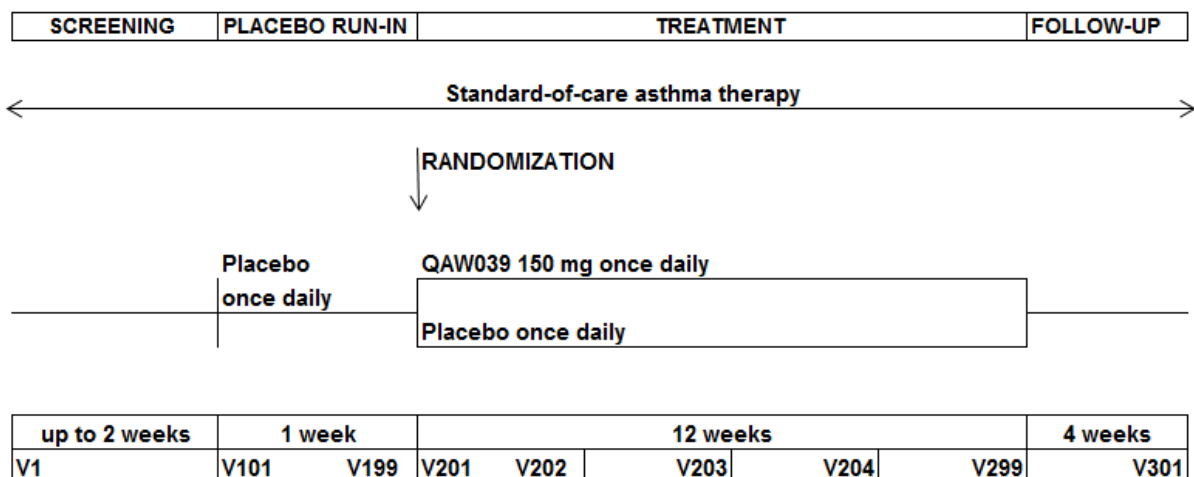 SCREENING PLACEBO RUN-IN TREATMENT FOLLOW-UP
Standard-of-care asthma therapy
RANDOMIZATION
Placebo QAW039 150 mg once daily
once daily
Placebo once daily
up to 2 weeks 1 week 12 weeks 4 weeks
V1 V101 V199 V201 V202 V203 V204 V299 V301